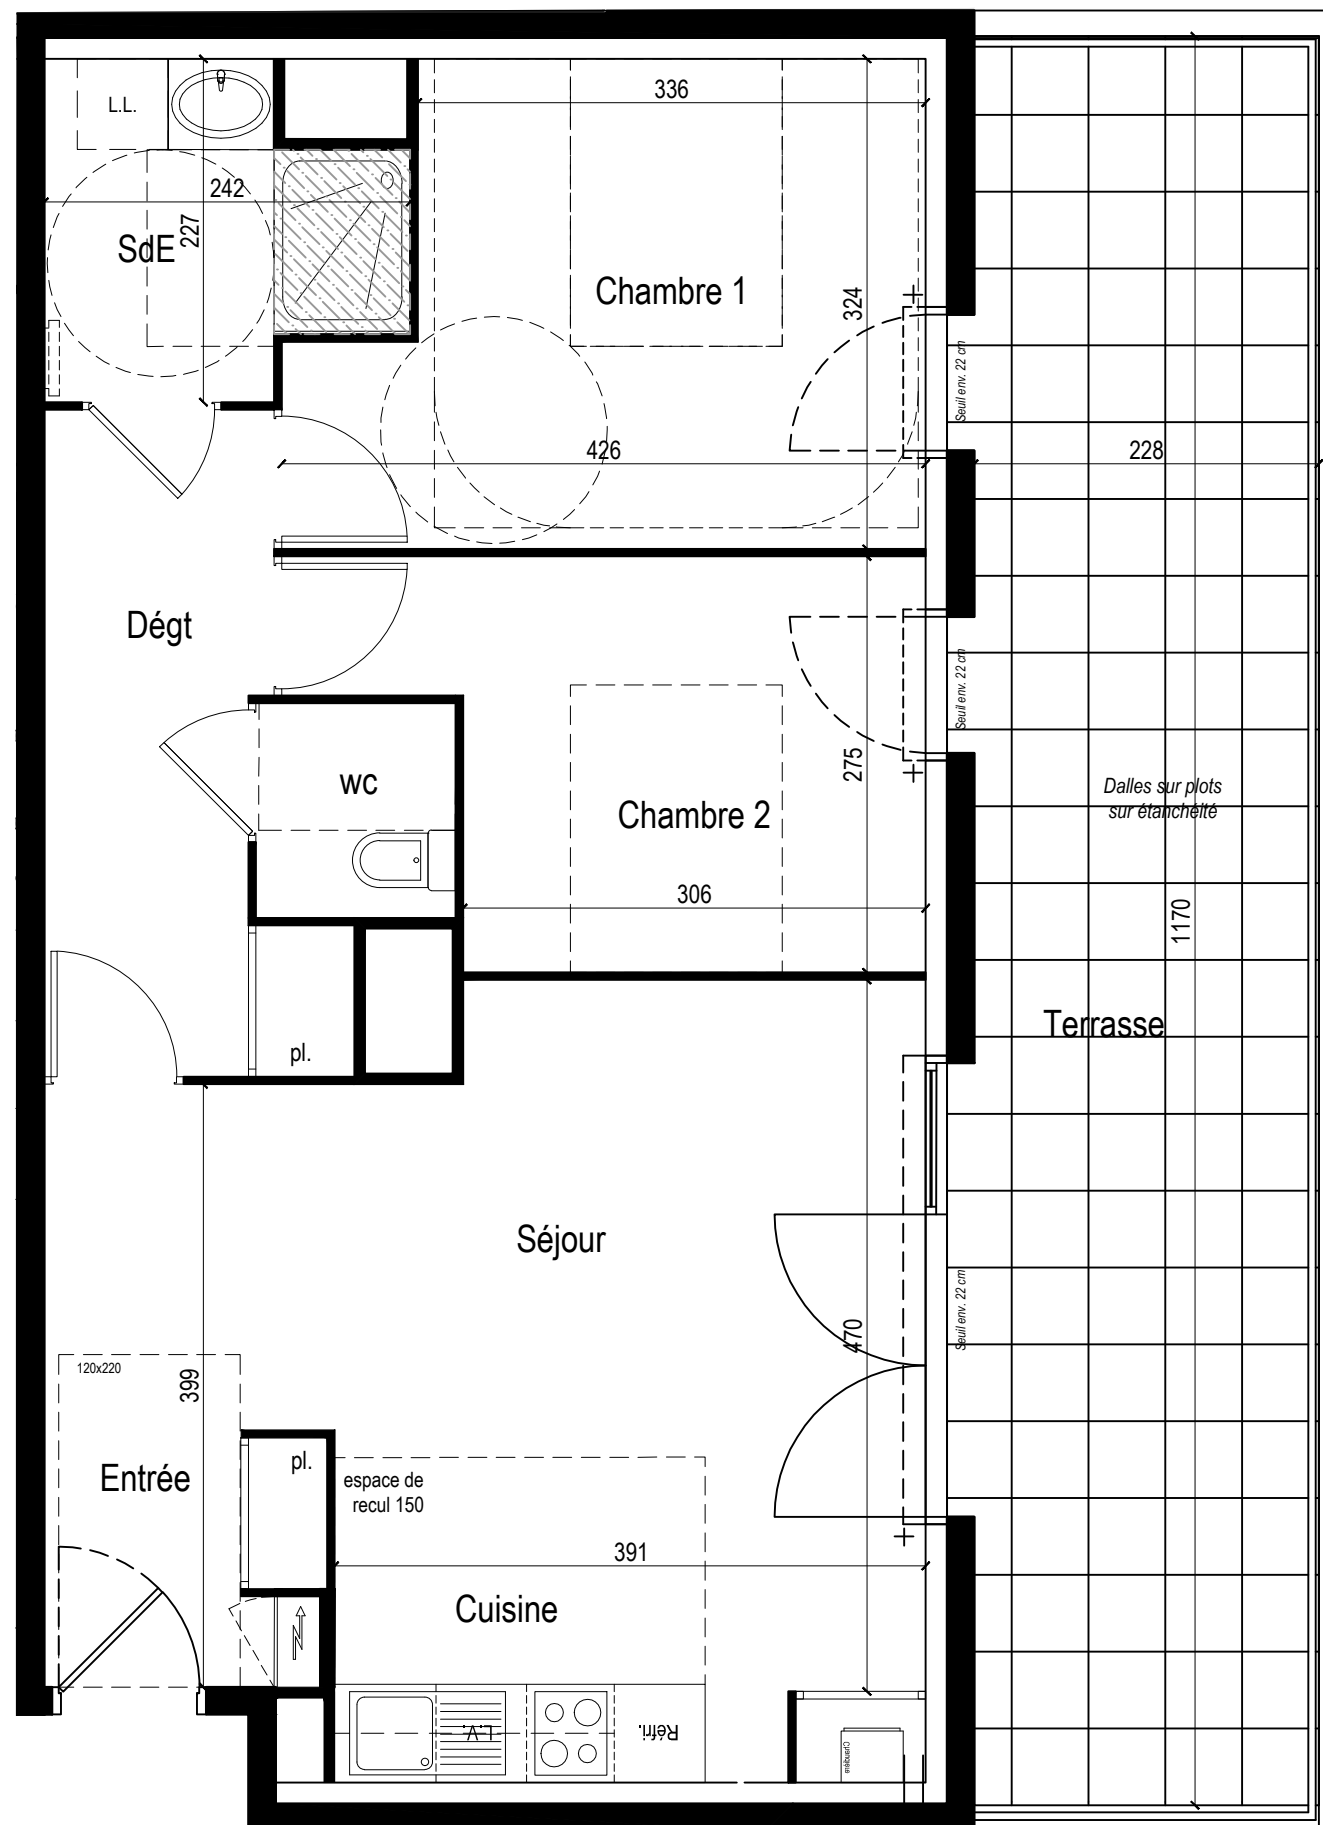 L.L.
336
242
227
SdE
Chambre 1
324
Seuil env. 22 cm
426
228
Dégt
Seuil env. 22 cm
wc
275
Chambre 2
Dalles sur plots
sur étanchéité
306
1170
Terrasse
pl.
Séjour
Seuil env. 22 cm
470
120x220
399
pl.
Entrée
espace de
recul 150
391
Cuisine
L.V.
Réfri.